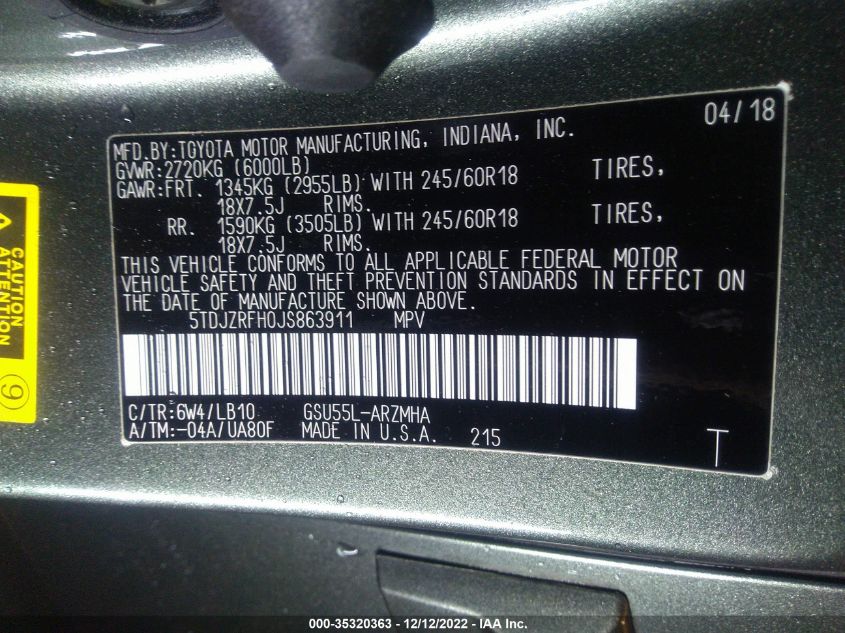 04/18
MFD.BY:TOYOTA MOTOR MANUFACTURING, INDIANA, INC.
GVWR:2720KG (6000LB)
GAWR:FRT. 1345KG (2955LB) WITH 245/60R18 TIRES,
18X7.5J RIMS.
RR. 1590KG (3505LB) WITH 245/60R18 TIRES,
18X7.5J RIMS.
THIS VEHICLE CONFORMS TO ALL APPLICABLE FEDERAL MOTOR
VEHICLE SAFETY AND THEFT PREVENTION STANDARDS IN EFFECT ON
THE DATE OF MANUFACTURE SHOWN ABOVE.
5TDJZRFH0JS863911 MPV
C/TR:6W4/LB10 GSU55L-ARZMHA
A/TM:-04A/UA80F MADE IN U.S.A. 215
T
CAUTION
ATTENTION
9
000-35320363 - 12/12/2022 - IAA Inc.